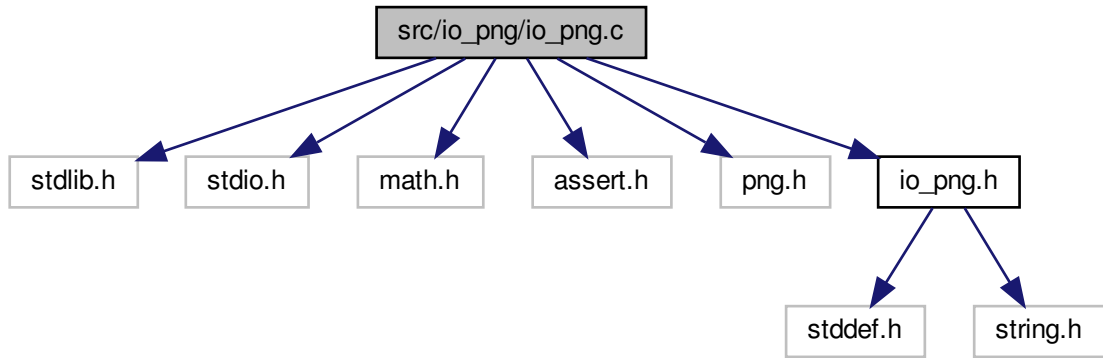 src/io_png/io_png.c
stdlib.h
stdio.h
math.h
assert.h
png.h
io_png.h
stddef.h
string.h